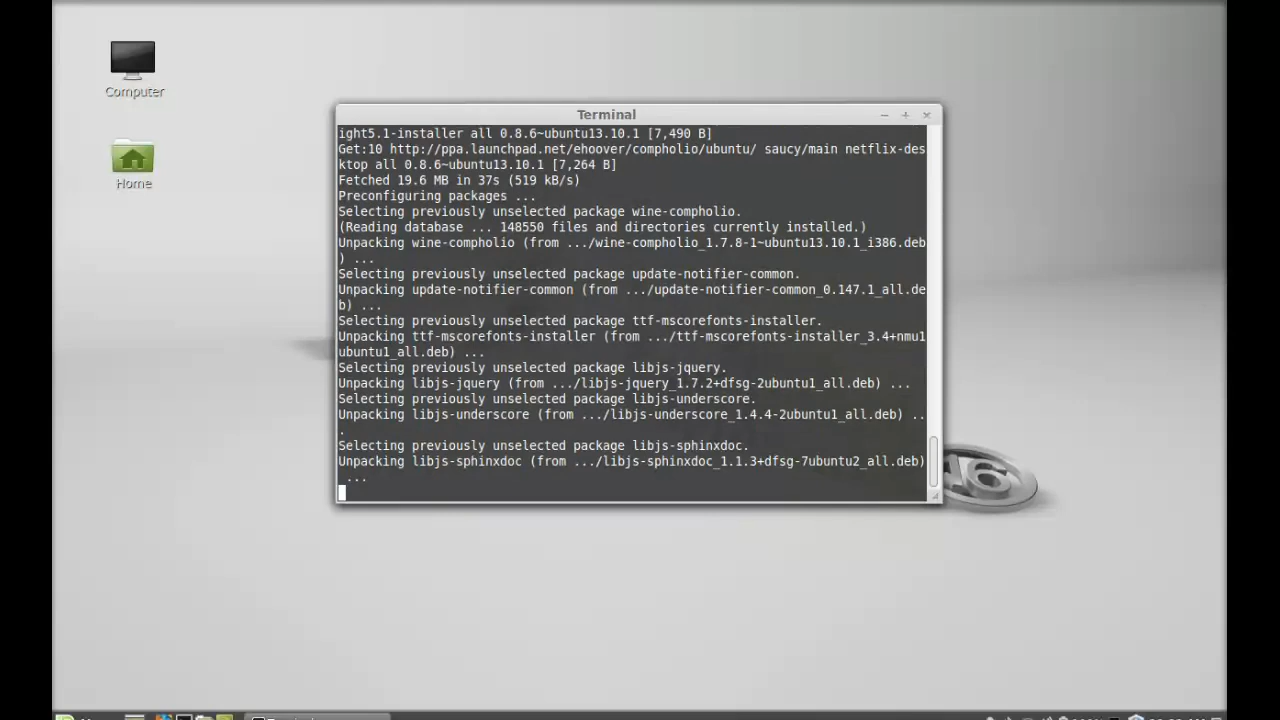 Computer
Home
Terminal
ight5.1-installer all 0.8.6~ubuntu13.10.1 [7,490 B]
Get:10 http://ppa.launchpad.net/ehoover/compholio/ubuntu/ saucy/main netflix-des
ktop all 0.8.6~ubuntu13.10.1 [7,264 B]
Fetched 19.6 MB in 37s (519 kB/s)
Preconfiguring packages ...
Selecting previously unselected package wine-compholio.
(Reading database ... 148550 files and directories currently installed.)
Unpacking wine-compholio (from .../wine-compholio_1.7.8-1~ubuntu13.10.1_i386.deb
) ...
Selecting previously unselected package update-notifier-common.
Unpacking update-notifier-common (from .../update-notifier-common_0.147.1_all.de
b) ...
Selecting previously unselected package ttf-mscorefonts-installer.
Unpacking ttf-mscorefonts-installer (from .../ttf-mscorefonts-installer_3.4+nmu1
ubuntu1_all.deb) ...
Selecting previously unselected package libjs-jquery.
Unpacking libjs-jquery (from .../libjs-jquery_1.7.2+dfsg-2ubuntu1_all.deb) ...
Selecting previously unselected package libjs-underscore.
Unpacking libjs-underscore (from .../libjs-underscore_1.4.4-2ubuntu1_all.deb) ..
.
Selecting previously unselected package libjs-sphinxdoc.
Unpacking libjs-sphinxdoc (from .../libjs-sphinxdoc_1.1.3+dfsg-7ubuntu2_all.deb)
...
16